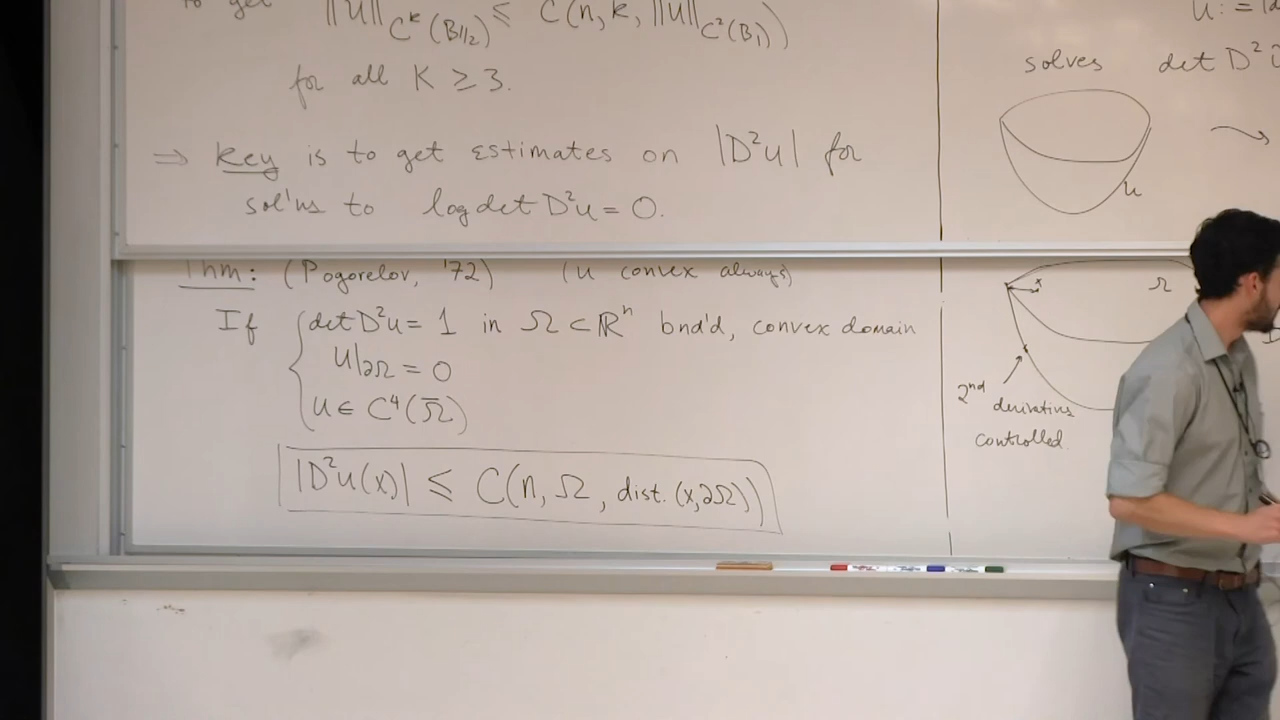 to get ||u||_{C^k(B_{1/2})} ≤ C(n, k, ||u||_{C^2(B_1)})
for all K ≥ 3.
⇒ key is to get estimates on |D²u| for
sol'ns to log det D²u = 0.
Thm: (Pogorelov, '72) (u convex always)
If { det D²u = 1 in Ω ⊂ ℝⁿ bnd'd, convex domain
u|_{∂Ω} = 0
u ∈ C⁴(Ω̄)
|D²u(x)| ≤ C(n, Ω, dist.(x,∂Ω))
u :=
solves det D²
u
x
Ω
2nd
derivatives
controlled.